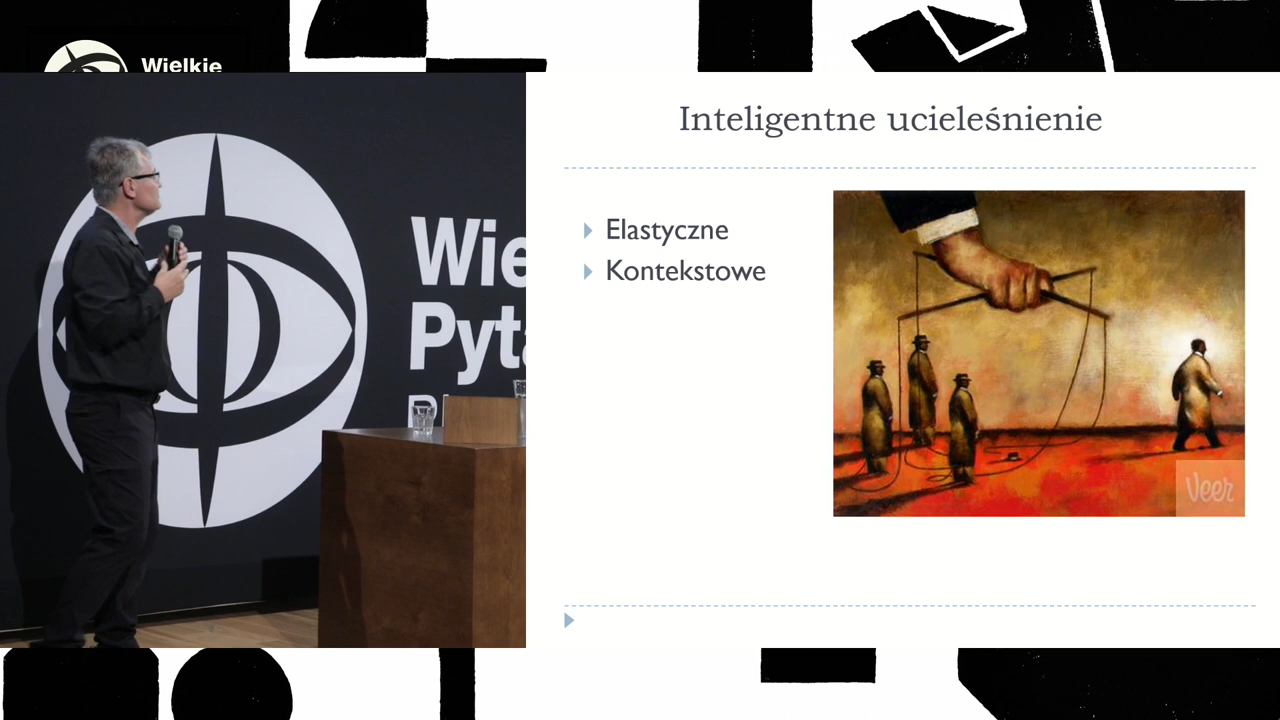 Wielkie
Wie
Pyt
Inteligentne ucieleśnienie
Elastyczne
Kontekstowe
Veer